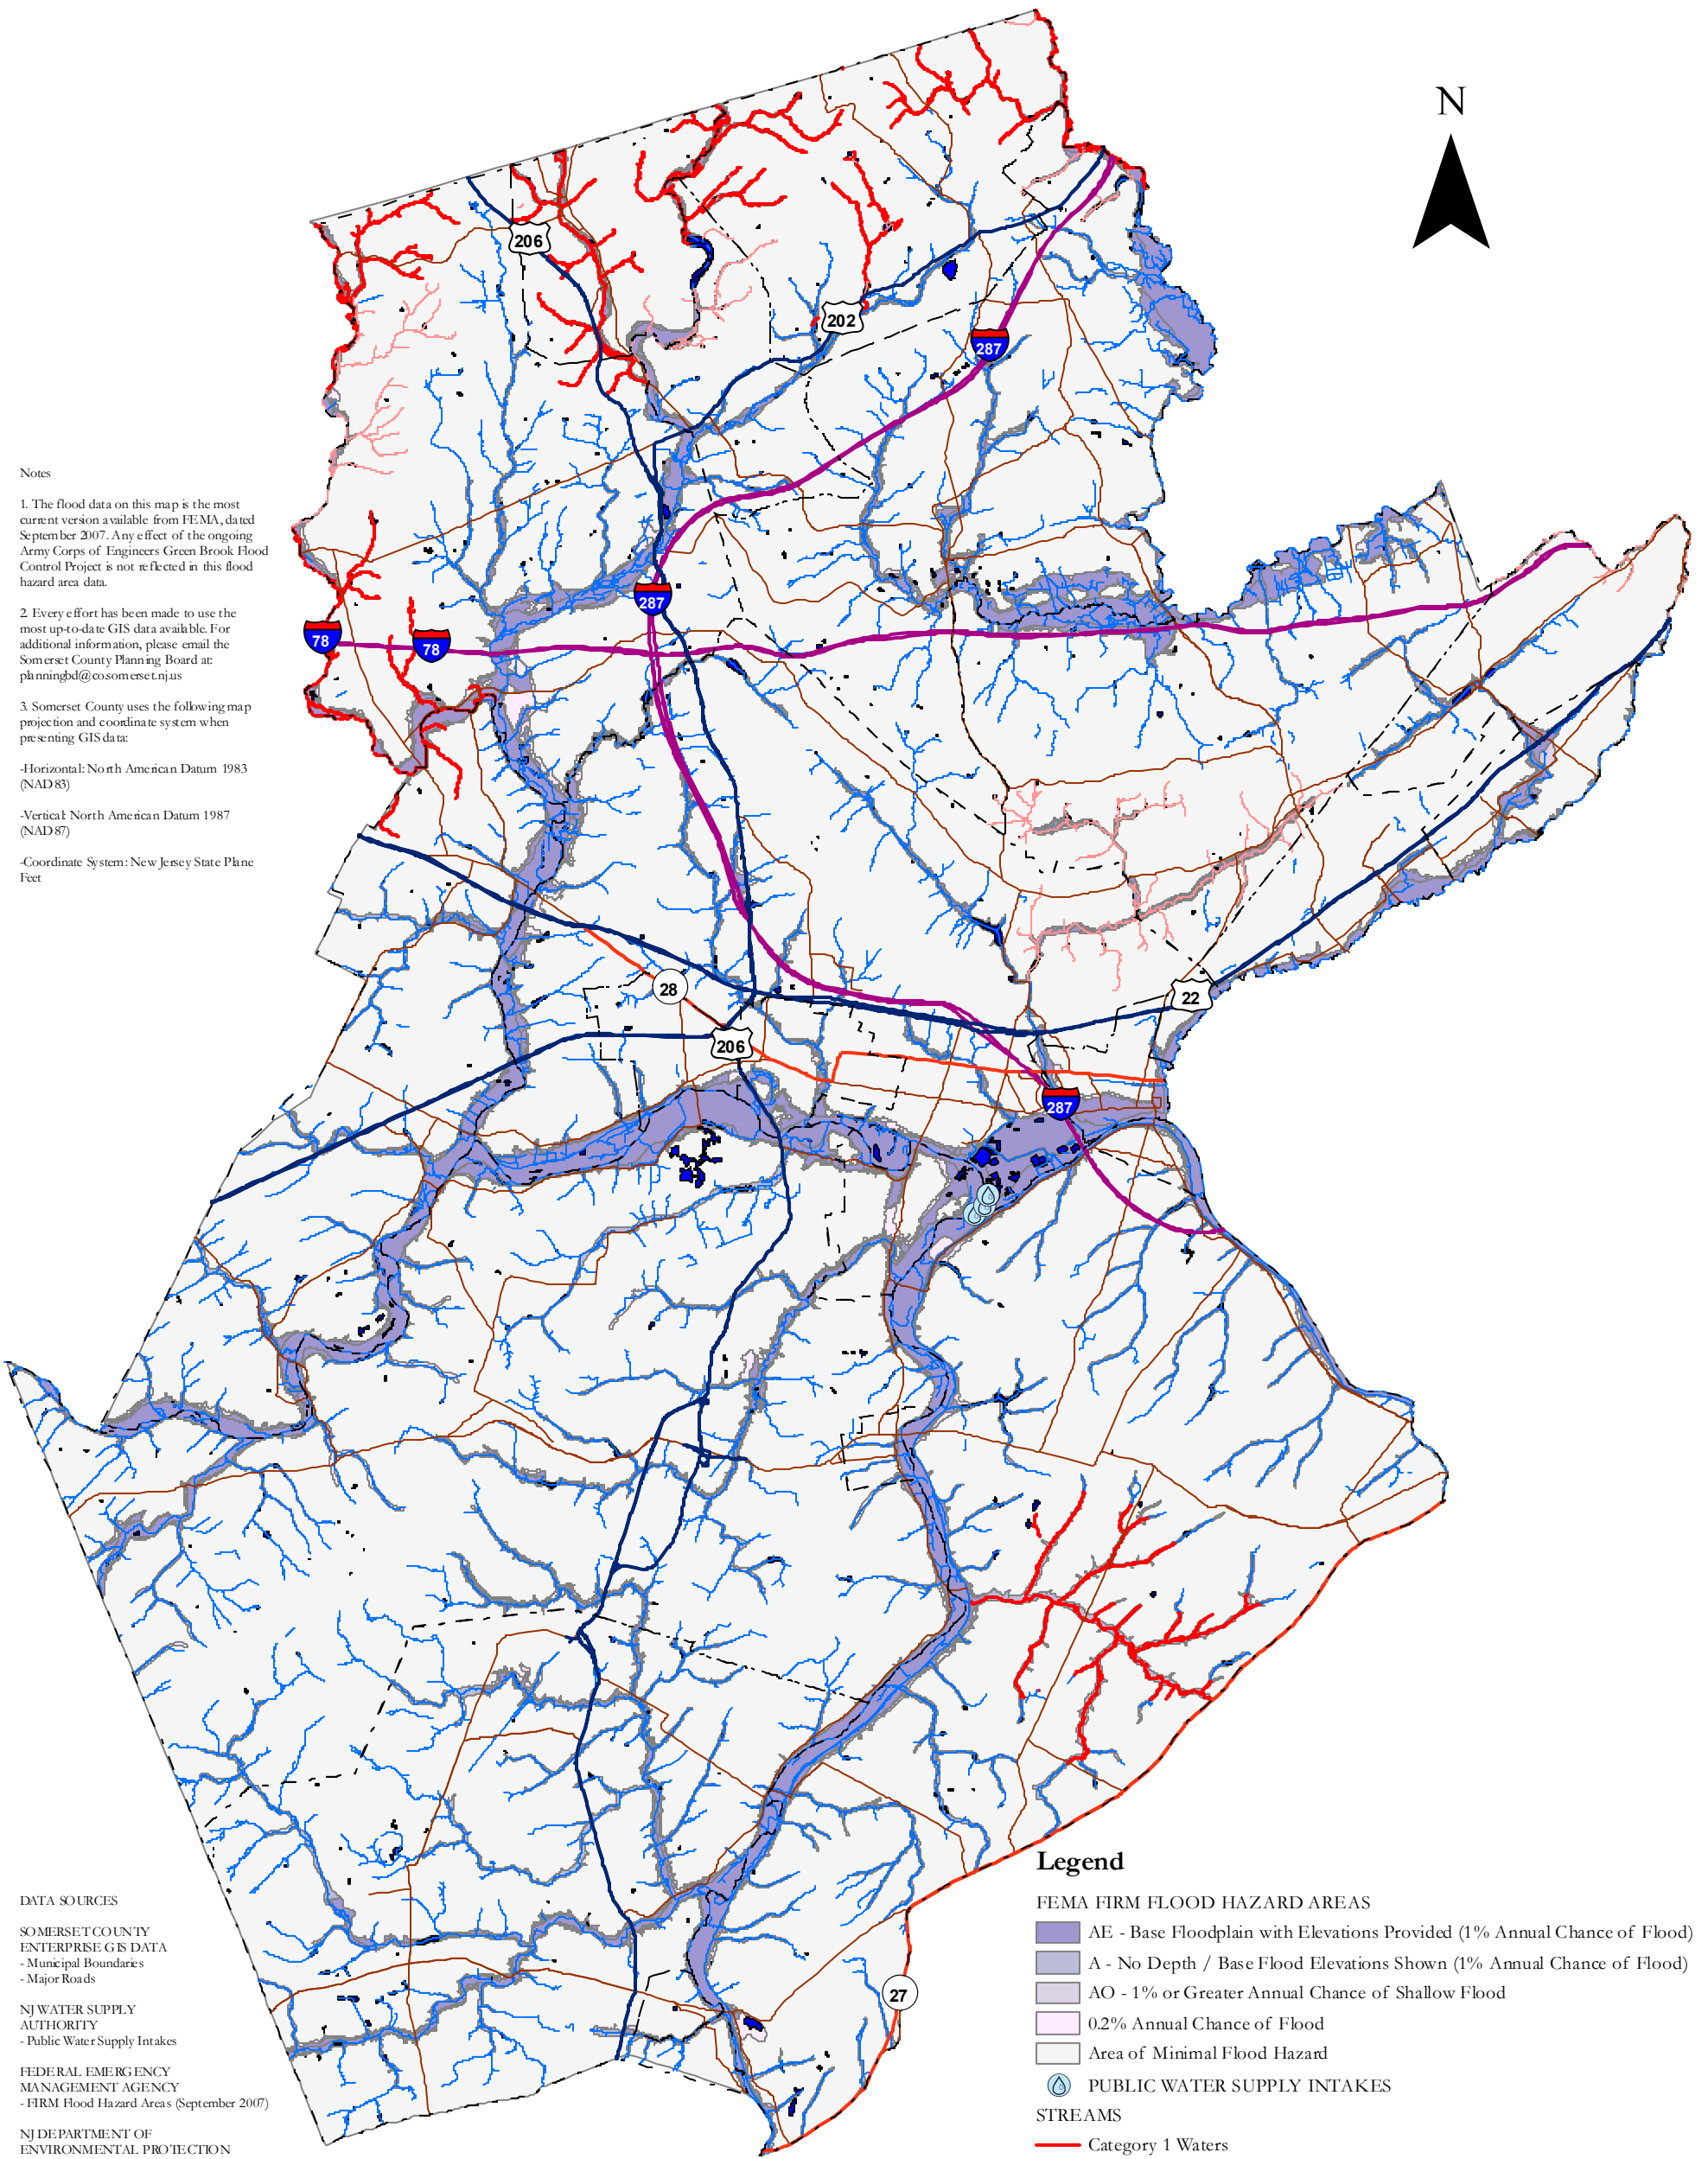 N
206
202
287
Notes
1. The flood data on this map is the most
current version available from FEMA, dated
September 2007. Any effect of the ongoing
Army Corps of Engineers Green Brook Flood
Control Project is not reflected in this flood
hazard area data.
2. Every effort has been made to use the
most up-to-date GIS data available. For
additional information, please email the
Somerset County Planning Board at:
planningbd@co.somerset.nj.us
3. Somerset County uses the following map
projection and coordinate system when
presenting GIS data:
-Horizontal: North American Datum 1983
(NAD 83)
-Vertical: North American Datum 1987
(NAD 87)
-Coordinate System: New Jersey State Plane
Feet
287
78
78
28
22
206
287
27
DATA SOURCES
SOMERSET COUNTY
ENTERPRISE GIS DATA
- Municipal Boundaries
- Major Roads
NJ WATER SUPPLY
AUTHORITY
- Public Water Supply Intakes
FEDERAL EMERGENCY
MANAGEMENT AGENCY
- FIRM Flood Hazard Areas (September 2007)
NJ DEPARTMENT OF
ENVIRONMENTAL PROTECTION
Legend
FEMA FIRM FLOOD HAZARD AREAS
AE - Base Floodplain with Elevations Provided (1% Annual Chance of Flood)
A - No Depth / Base Flood Elevations Shown (1% Annual Chance of Flood)
AO - 1% or Greater Annual Chance of Shallow Flood
0.2% Annual Chance of Flood
Area of Minimal Flood Hazard
PUBLIC WATER SUPPLY INTAKES
STREAMS
Category 1 Waters